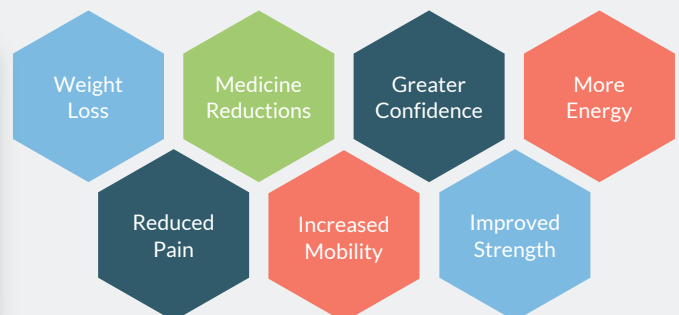 Weight
Loss
Medicine
Reductions
Greater
Confidence
More
Energy
Reduced
Pain
Increased
Mobility
Improved
Strength